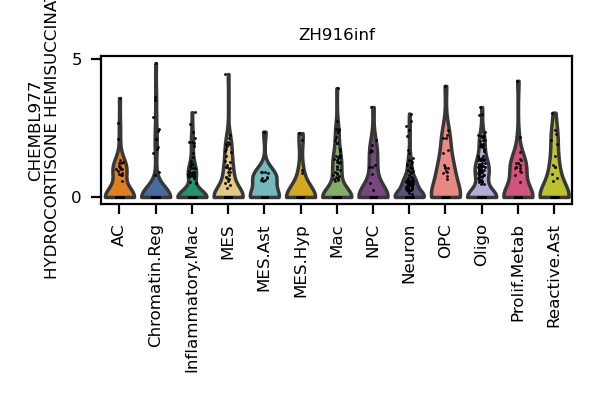 ZH916inf
CHEMBL977
HYDROCORTISONE HEMISUCCINAT
5
0
AC
Chromatin.Reg
Inflammatory.Mac
MES
MES.Ast
MES.Hyp
Mac
NPC
Neuron
OPC
Oligo
Prolif.Metab
Reactive.Ast